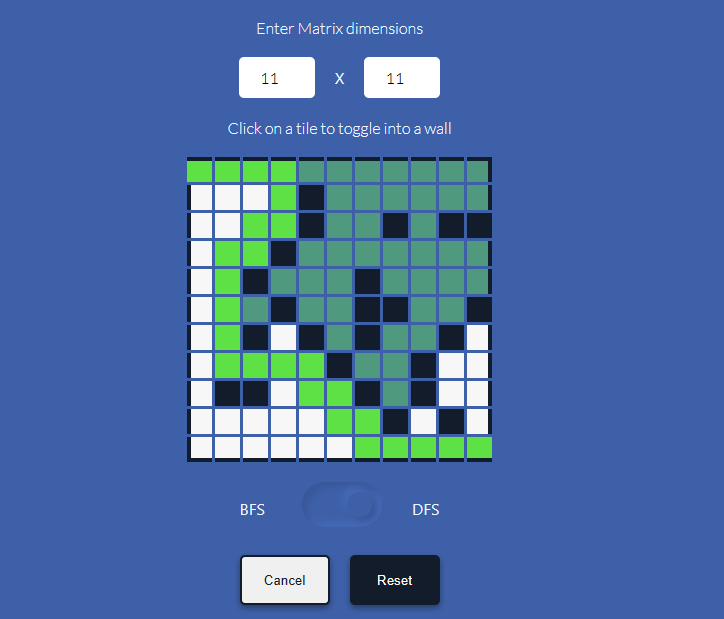 Enter Matrix dimensions
11 X 11
Click on a tile to toggle into a wall
BFS DFS
Cancel Reset